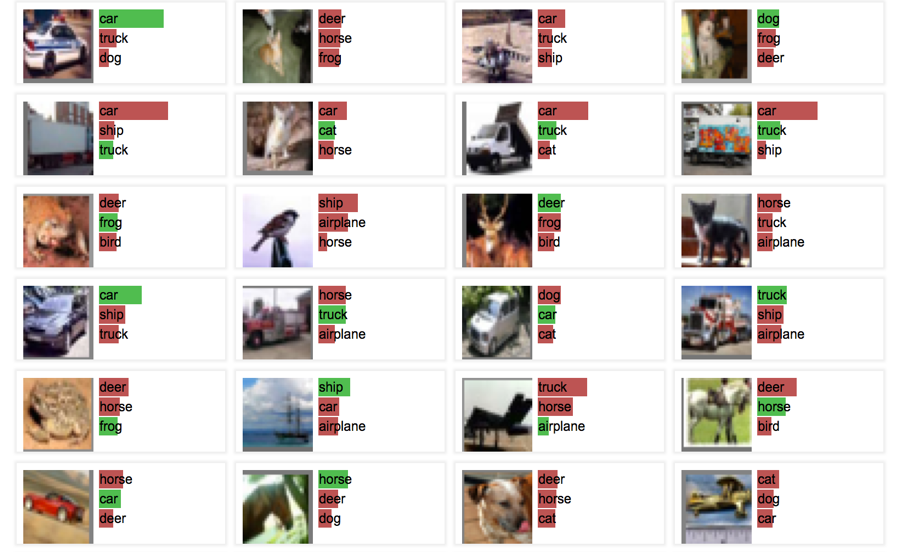 car
truck
dog
deer
horse
frog
car
truck
ship
dog
frog
deer
car
ship
truck
car
cat
horse
car
truck
cat
car
truck
ship
deer
frog
bird
ship
airplane
horse
deer
frog
bird
horse
truck
airplane
car
ship
truck
horse
truck
airplane
dog
car
cat
truck
ship
airplane
deer
horse
frog
ship
car
airplane
truck
horse
airplane
deer
horse
bird
horse
car
deer
horse
deer
dog
deer
horse
cat
cat
dog
car